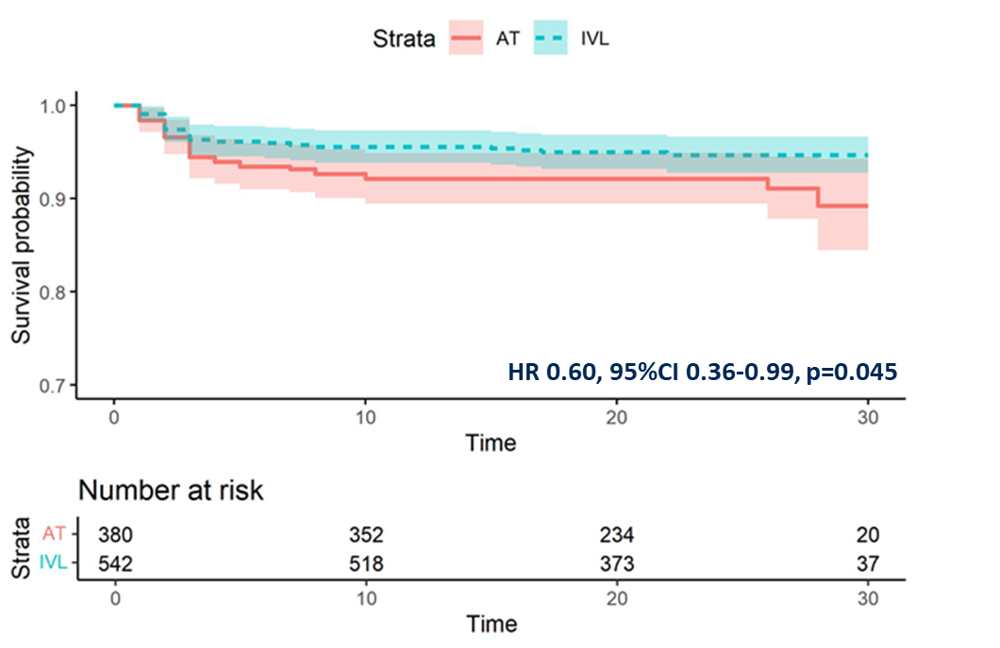 Strata AT IVL
Survival probability
1.0
0.9
0.8
0.7
HR 0.60, 95%CI 0.36-0.99, p=0.045
0 10 20 30
Time
Number at risk
Strata
AT 380 352 234 20
IVL 542 518 373 37
0 10 20 30
Time